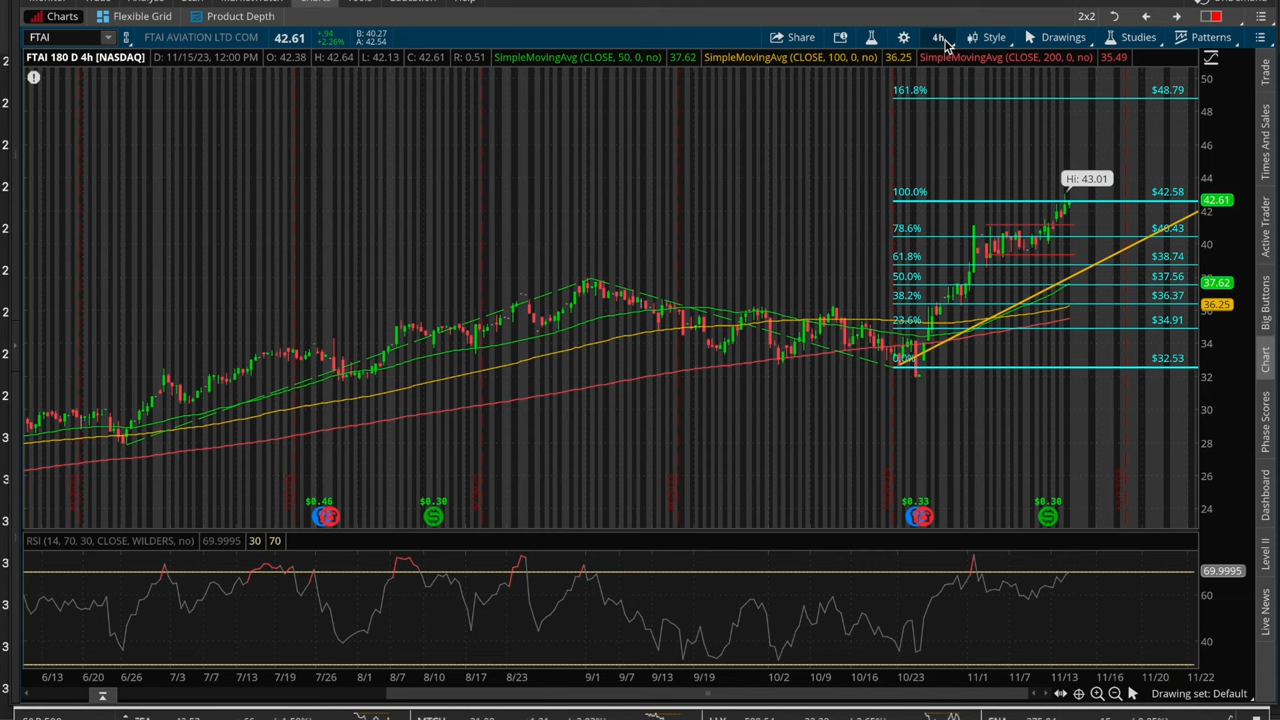 Charts Flexible Grid Product Depth 2x2
FTAI FTAI AVIATION LTD COM 42.61 +.94 +2.26% B: 40.27 A: 42.54 Share 4h Style Drawings Studies Patterns
FTAI 180 D 4h [NASDAQ] D: 11/15/23, 12:00 PM O: 42.38 H: 42.64 L: 42.13 C: 42.61 R: 0.51 SimpleMovingAvg (CLOSE, 50, 0, no) 37.62 SimpleMovingAvg (CLOSE, 100, 0, no) 36.25 SimpleMovingAvg (CLOSE, 200, 0, no) 35.49
50
161.8% $48.79
48
46
44
Hi: 43.01
100.0% $42.58
42.61
42
78.6% $40.43
40
61.8% $38.74
50.0% $37.56
37.62
38.2% $36.37
36.25
23.6% $34.91
34
0.0% $32.53
32
30
28
26
24
$0.46 $0.30 $0.33 $0.30
RSI (14, 70, 30, CLOSE, WILDERS, no) 69.9995 30 70
69.9995
60
40
6/13 6/20 6/26 7/3 7/7 7/13 7/19 7/26 8/1 8/7 8/11 8/17 8/23 9/1 9/7 9/13 9/19 10/2 10/10 10/16 10/23 11/1 11/7 11/13 11/16 11/20 11/22
Drawing set: Default
Trade
Times And Sales
Active Trader
Big Buttons
Chart
Phase Scores
Dashboard
Level II
Live News